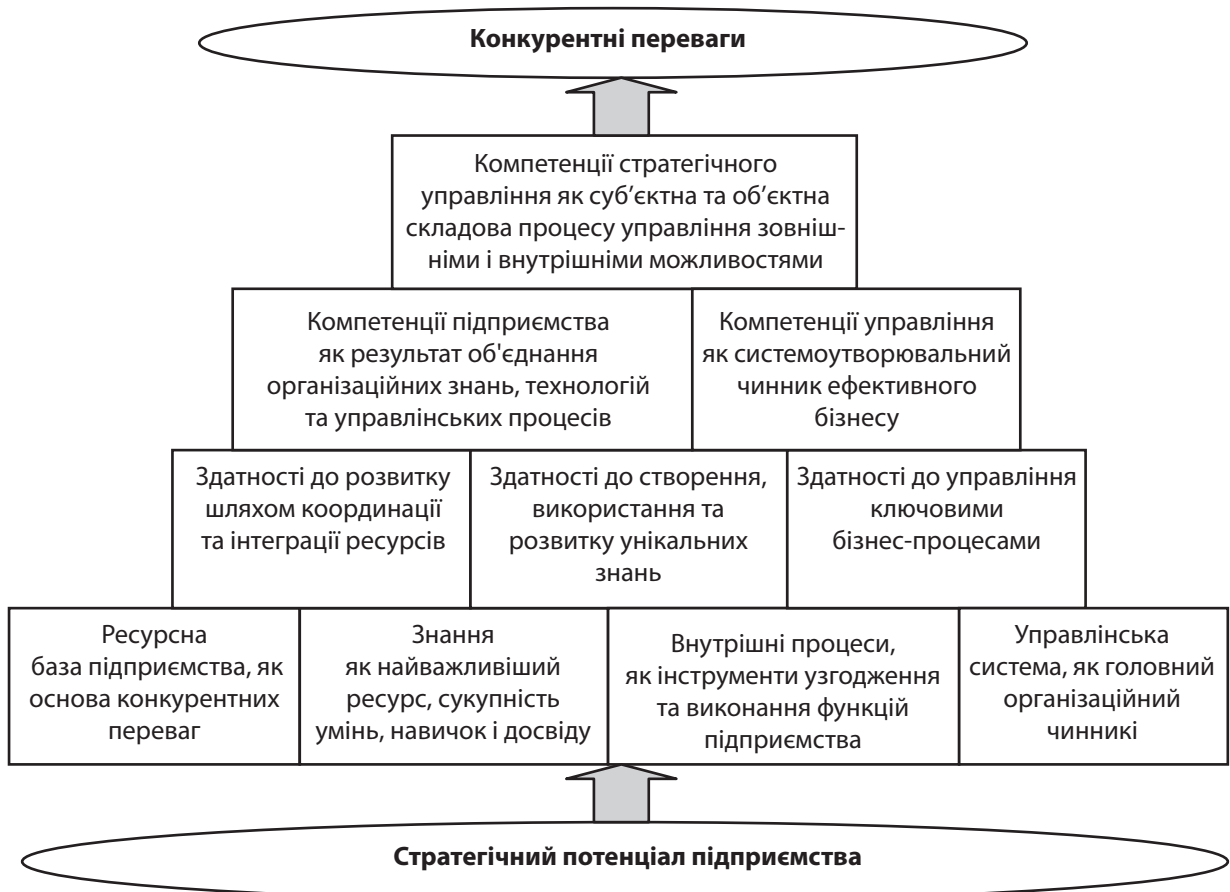 Конкурентні переваги
Компетенції стратегічного
управління як суб’єктна та об’єктна
складова процесу управління зовніш-
німи і внутрішніми можливостями
Компетенції підприємства
як результат об'єднання
організаційних знань, технологій
та управлінських процесів
Компетенції управління
як системоутворювальний
чинник ефективного
бізнесу
Здатності до розвитку
шляхом координації
та інтеграції ресурсів
Здатності до створення,
використання та
розвитку унікальних
знань
Здатності до управління
ключовими
бізнес-процесами
Ресурсна
база підприємства, як
основа конкурентних
переваг
Знання
як найважливіший
ресурс, сукупність
умінь, навичок і досвіду
Внутрішні процеси,
як інструменти узгодження
та виконання функцій
підприємства
Управлінська
система, як головний
організаційний
чинникі
Стратегічний потенціал підприємства